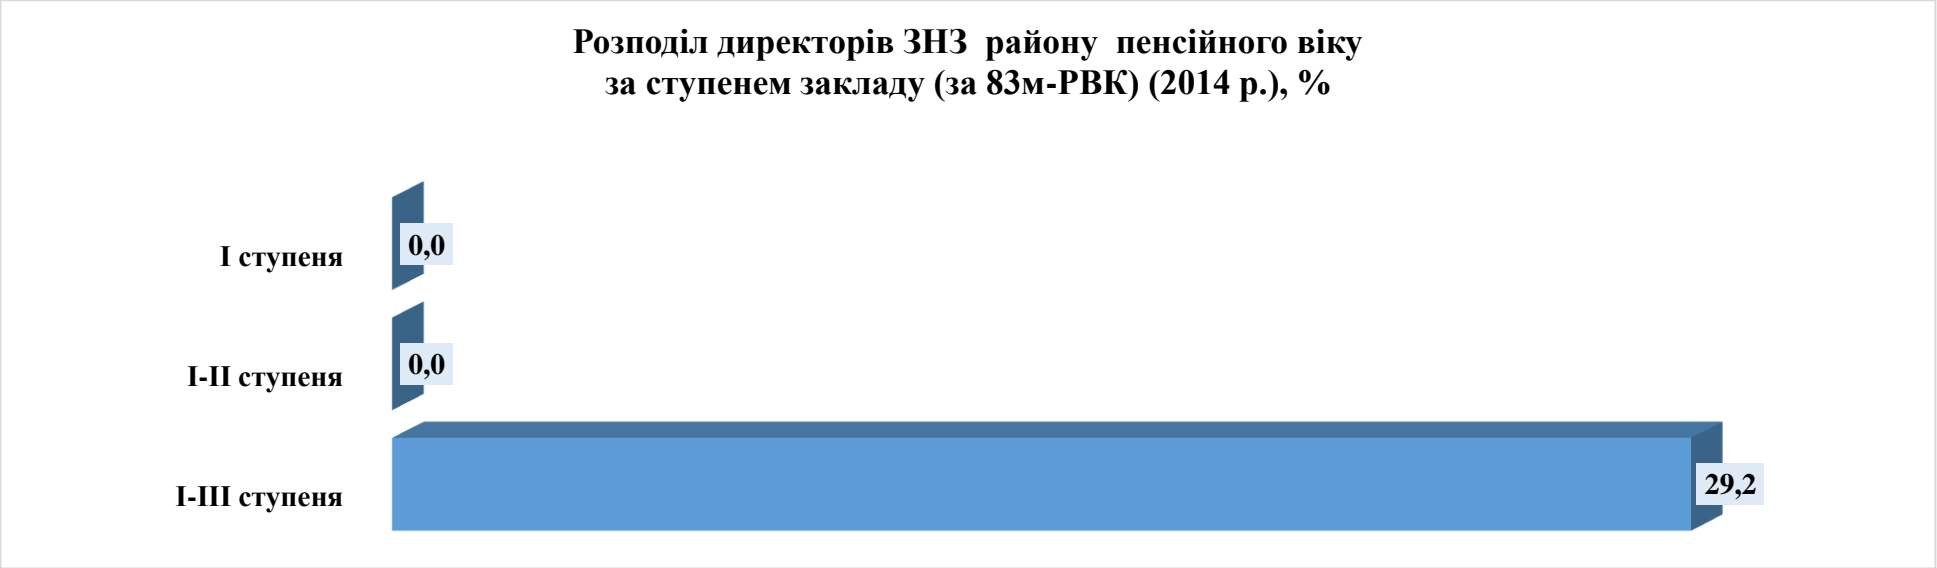 Розподіл директорів ЗНЗ  району  пенсійного віку
за ступенем закладу (за 83м-РВК) (2014 р.), %
І ступеня
0,0
І-ІІ ступеня
0,0
І-ІІІ ступеня
29,2